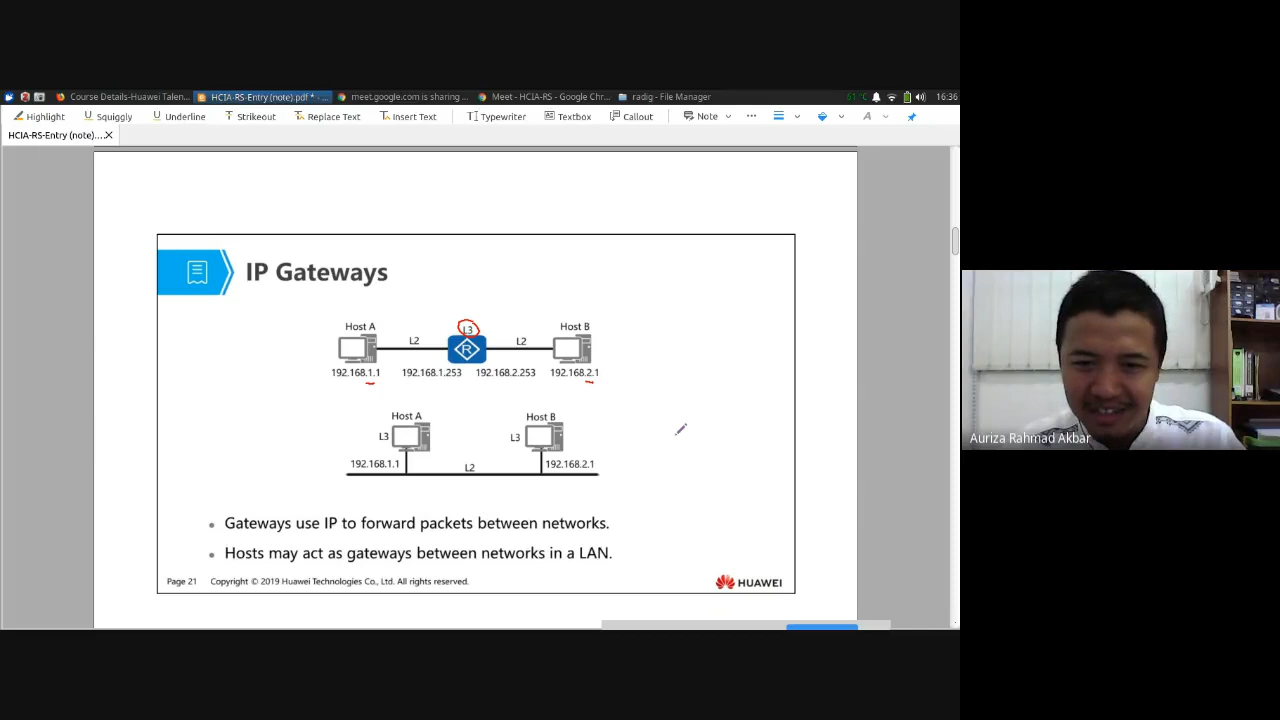 Course Details-Huawei Talen...
HCIA-RS-Entry (note).pdf * - ...
meet.google.com is sharing ...
Meet - HCIA-RS - Google Chr...
radig - File Manager
61 °C
16:36
Highlight
Squiggly
Underline
Strikeout
Replace Text
Insert Text
Typewriter
Textbox
Callout
Note
HCIA-RS-Entry (note)....
IP Gateways
Host A
L3
Host B
L2
L2
R
192.168.1.1
192.168.1.253
192.168.2.253
192.168.2.1
Host A
Host B
L3
L3
192.168.1.1
L2
192.168.2.1
Gateways use IP to forward packets between networks.
Hosts may act as gateways between networks in a LAN.
Page 21
Copyright © 2019 Huawei Technologies Co., Ltd. All rights reserved.
HUAWEI
Auriza Rahmad Akbar